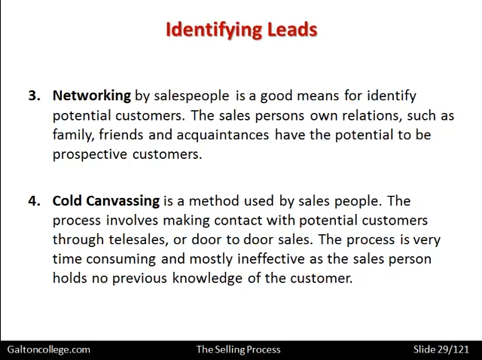 Identifying Leads
3. Networking by salespeople is a good means for identify
potential customers. The sales persons own relations, such as
family, friends and acquaintances have the potential to be
prospective customers.
4. Cold Canvassing is a method used by sales people. The
process involves making contact with potential customers
through telesales, or door to door sales. The process is very
time consuming and mostly ineffective as the sales person
holds no previous knowledge of the customer.
Galtoncollege.com The Selling Process Slide 29/121